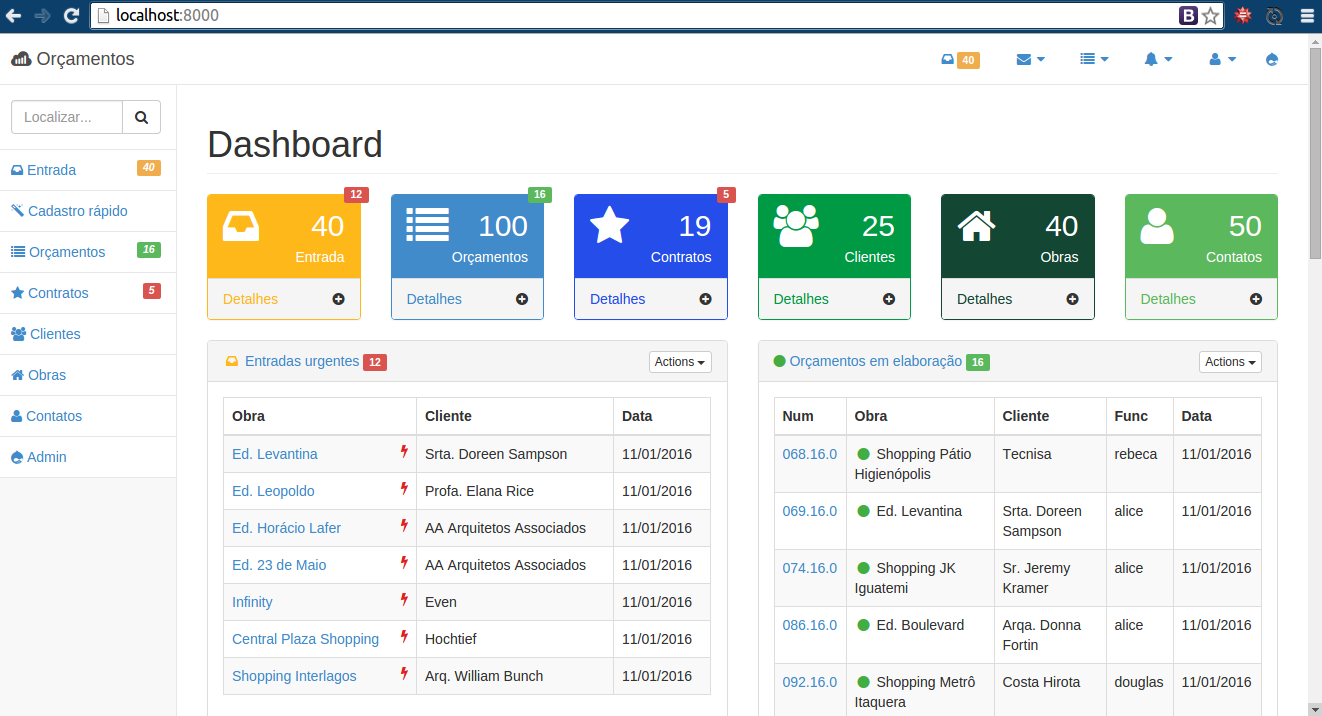 localhost:8000
B
Orçamentos
40
Localizar...
Entrada 40
Cadastro rápido
Orçamentos 16
Contratos 5
Clientes
Obras
Contatos
Admin
Dashboard
12
40
Entrada
Detalhes
16
100
Orçamentos
Detalhes
5
19
Contratos
Detalhes
25
Clientes
Detalhes
40
Obras
Detalhes
50
Contatos
Detalhes
Entradas urgentes 12
Actions
Obra Cliente Data
Ed. Levantina Srta. Doreen Sampson 11/01/2016
Ed. Leopoldo Profa. Elana Rice 11/01/2016
Ed. Horácio Lafer AA Arquitetos Associados 11/01/2016
Ed. 23 de Maio AA Arquitetos Associados 11/01/2016
Infinity Even 11/01/2016
Central Plaza Shopping Hochtief 11/01/2016
Shopping Interlagos Arq. William Bunch 11/01/2016
Orçamentos em elaboração 16
Actions
Num Obra Cliente Func Data
068.16.0 Shopping Pátio Tecnisa rebeca 11/01/2016
Higienópolis
069.16.0 Ed. Levantina Srta. Doreen alice 11/01/2016
Sampson
074.16.0 Shopping JK Sr. Jeremy alice 11/01/2016
Iguatemi Kramer
086.16.0 Ed. Boulevard Arqa. Donna alice 11/01/2016
Fortin
092.16.0 Shopping Metrô Costa Hirota douglas 11/01/2016
Itaquera